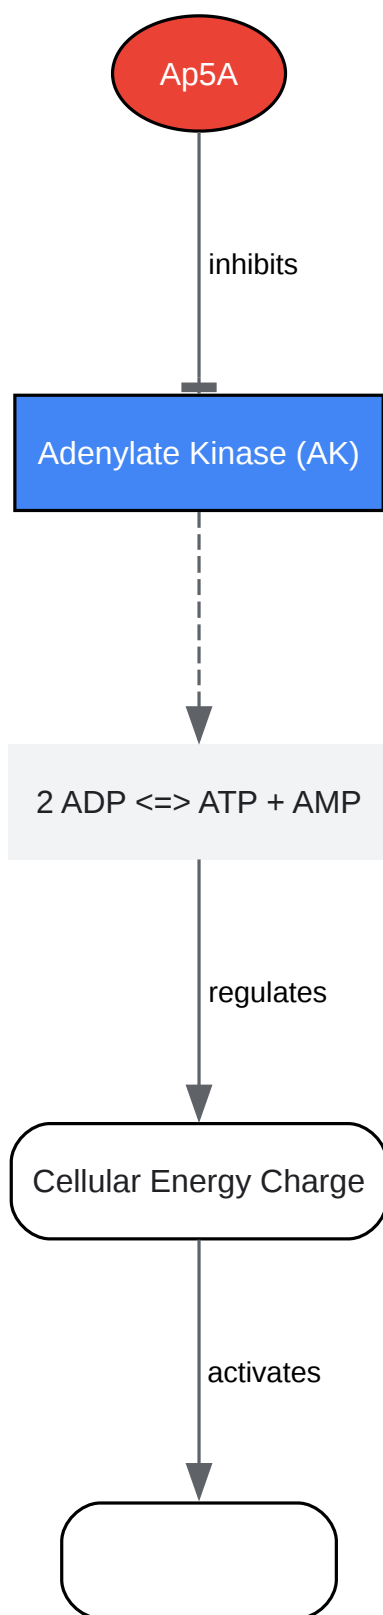 Ap5A
inhibits
Adenylate Kinase (AK)
2 ADP <=> ATP + AMP
regulates
Cellular Energy Charge
activates